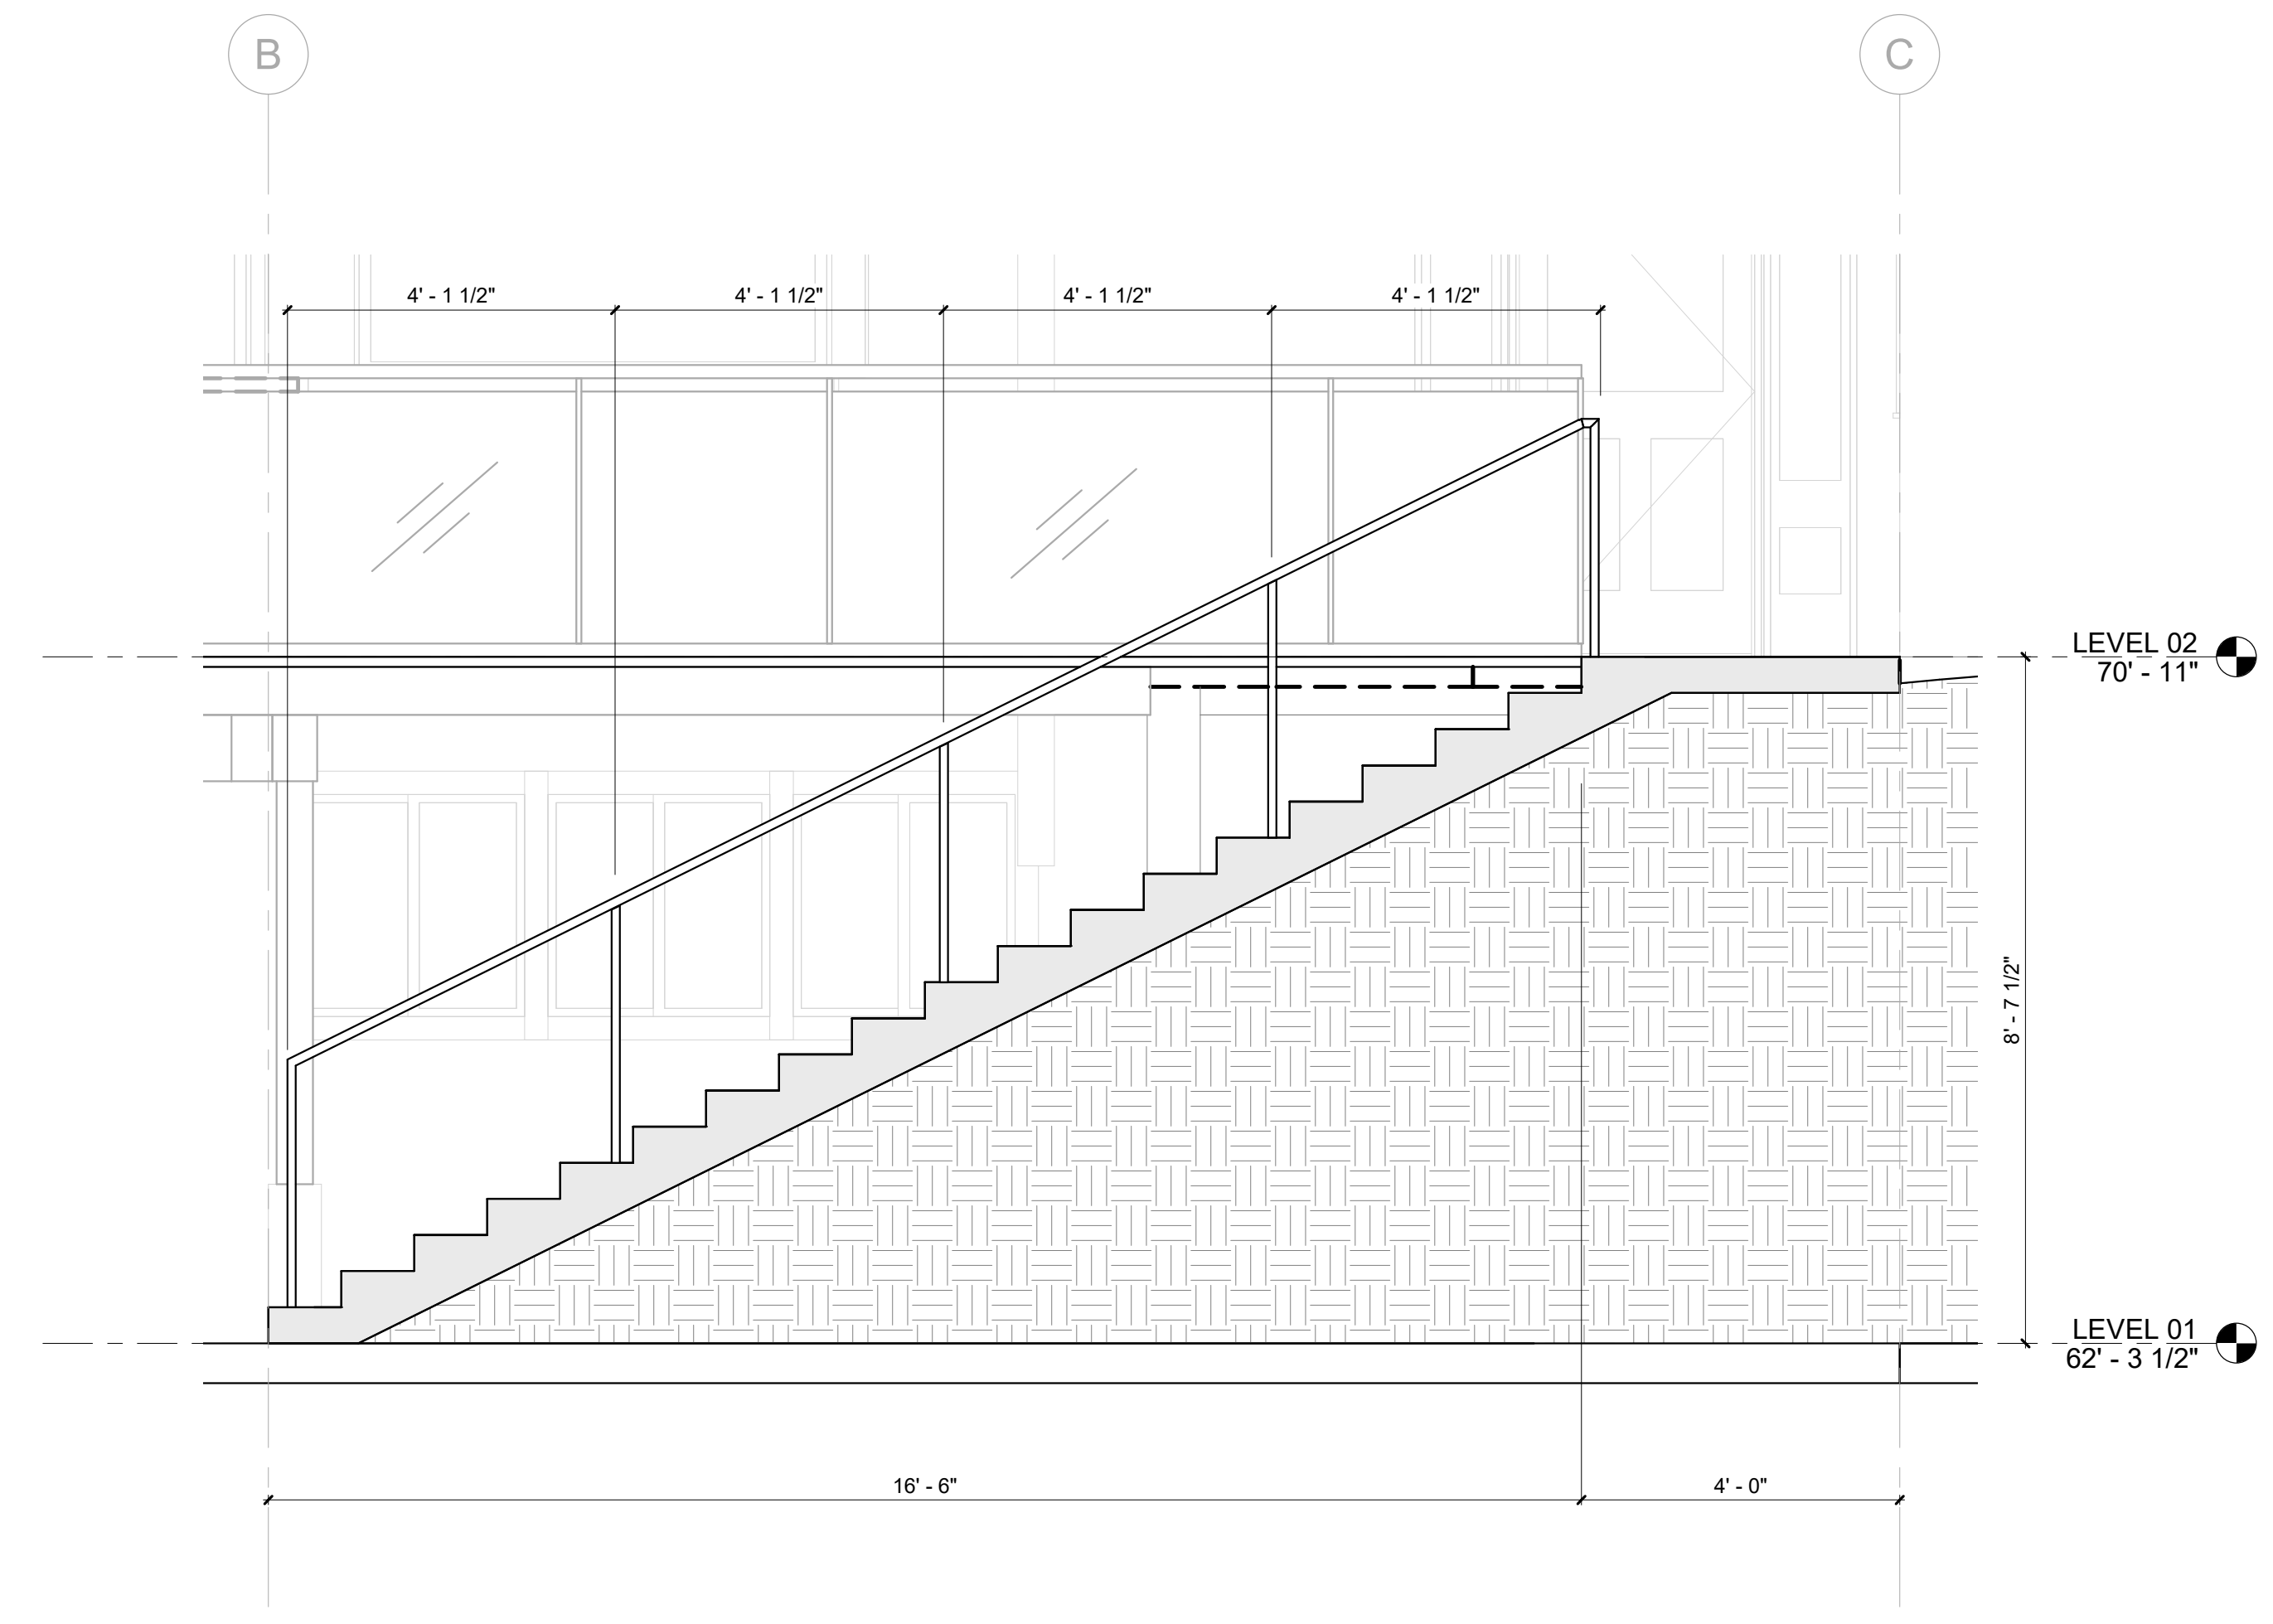 B
C
4' - 1 1/2"
4' - 1 1/2"
4' - 1 1/2"
4' - 1 1/2"
LEVEL 02
70' - 11"
8' - 7 1/2"
LEVEL 01
62' - 3 1/2"
16' - 6"
4' - 0"